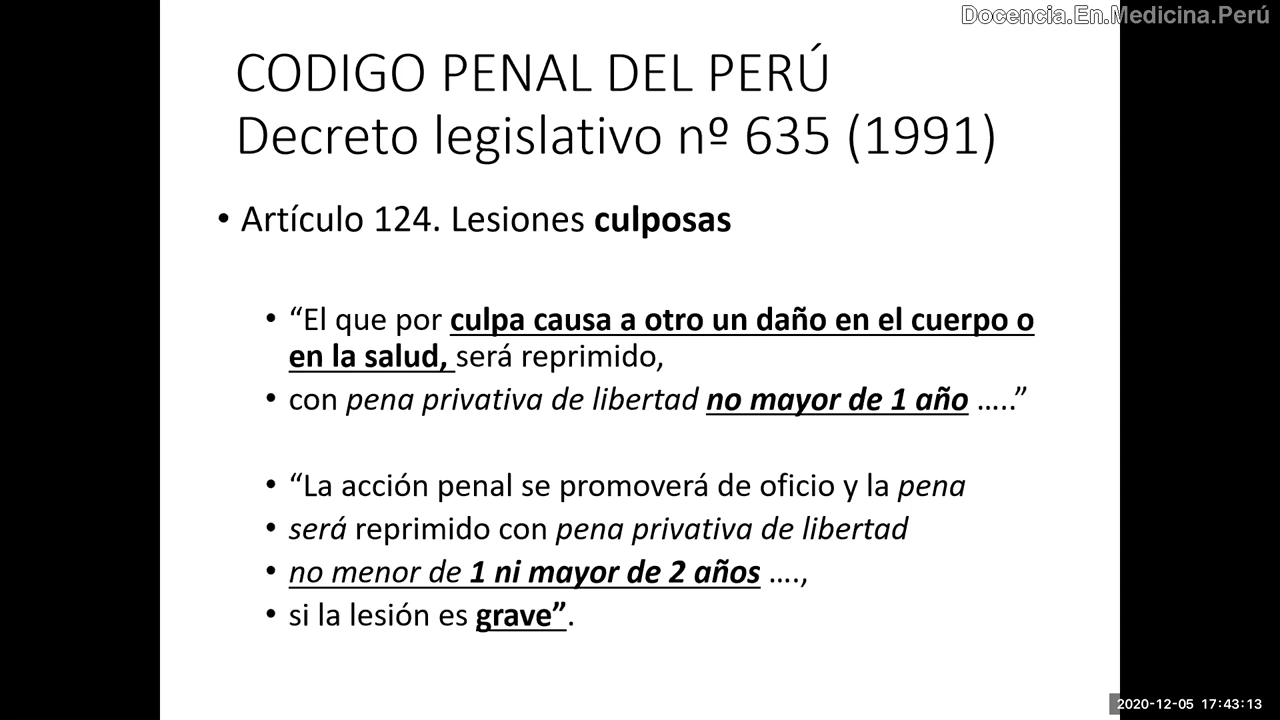 Docencia.En.Medicina.Perú
CODIGO PENAL DEL PERÚ
Decreto legislativo nº 635 (1991)
• Artículo 124. Lesiones culposas
• “El que por culpa causa a otro un daño en el cuerpo o
en la salud, será reprimido,
• con pena privativa de libertad no mayor de 1 año …..”
• “La acción penal se promoverá de oficio y la pena
• será reprimido con pena privativa de libertad
• no menor de 1 ni mayor de 2 años ….,
• si la lesión es grave”.
2020-12-05 17:43:13